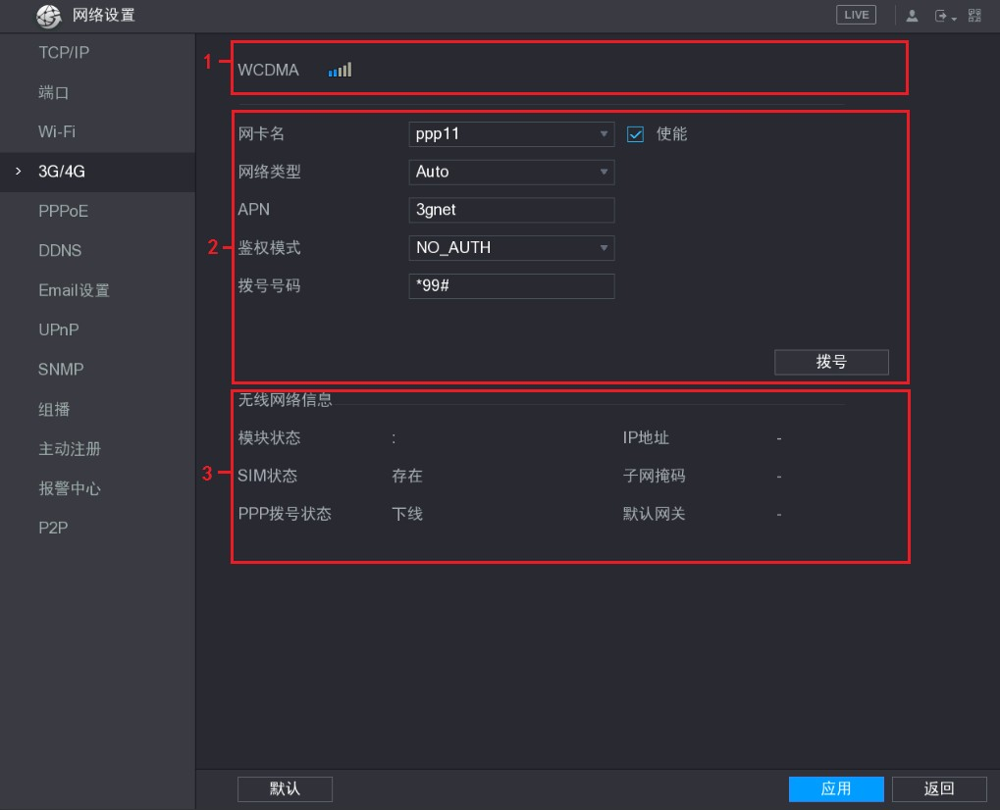 网络设置
LIVE
TCP/IP
端口
Wi-Fi
3G/4G
PPPoE
DDNS
Email设置
UPnP
SNMP
组播
主动注册
报警中心
P2P
1
WCDMA
2
网卡名 ppp11 使能
网络类型 Auto
APN 3gnet
鉴权模式 NO_AUTH
拨号号码 *99#
拨号
3
无线网络信息
模块状态 : IP地址 -
SIM状态 存在 子网掩码 -
PPP拨号状态 下线 默认网关 -
默认 应用 返回